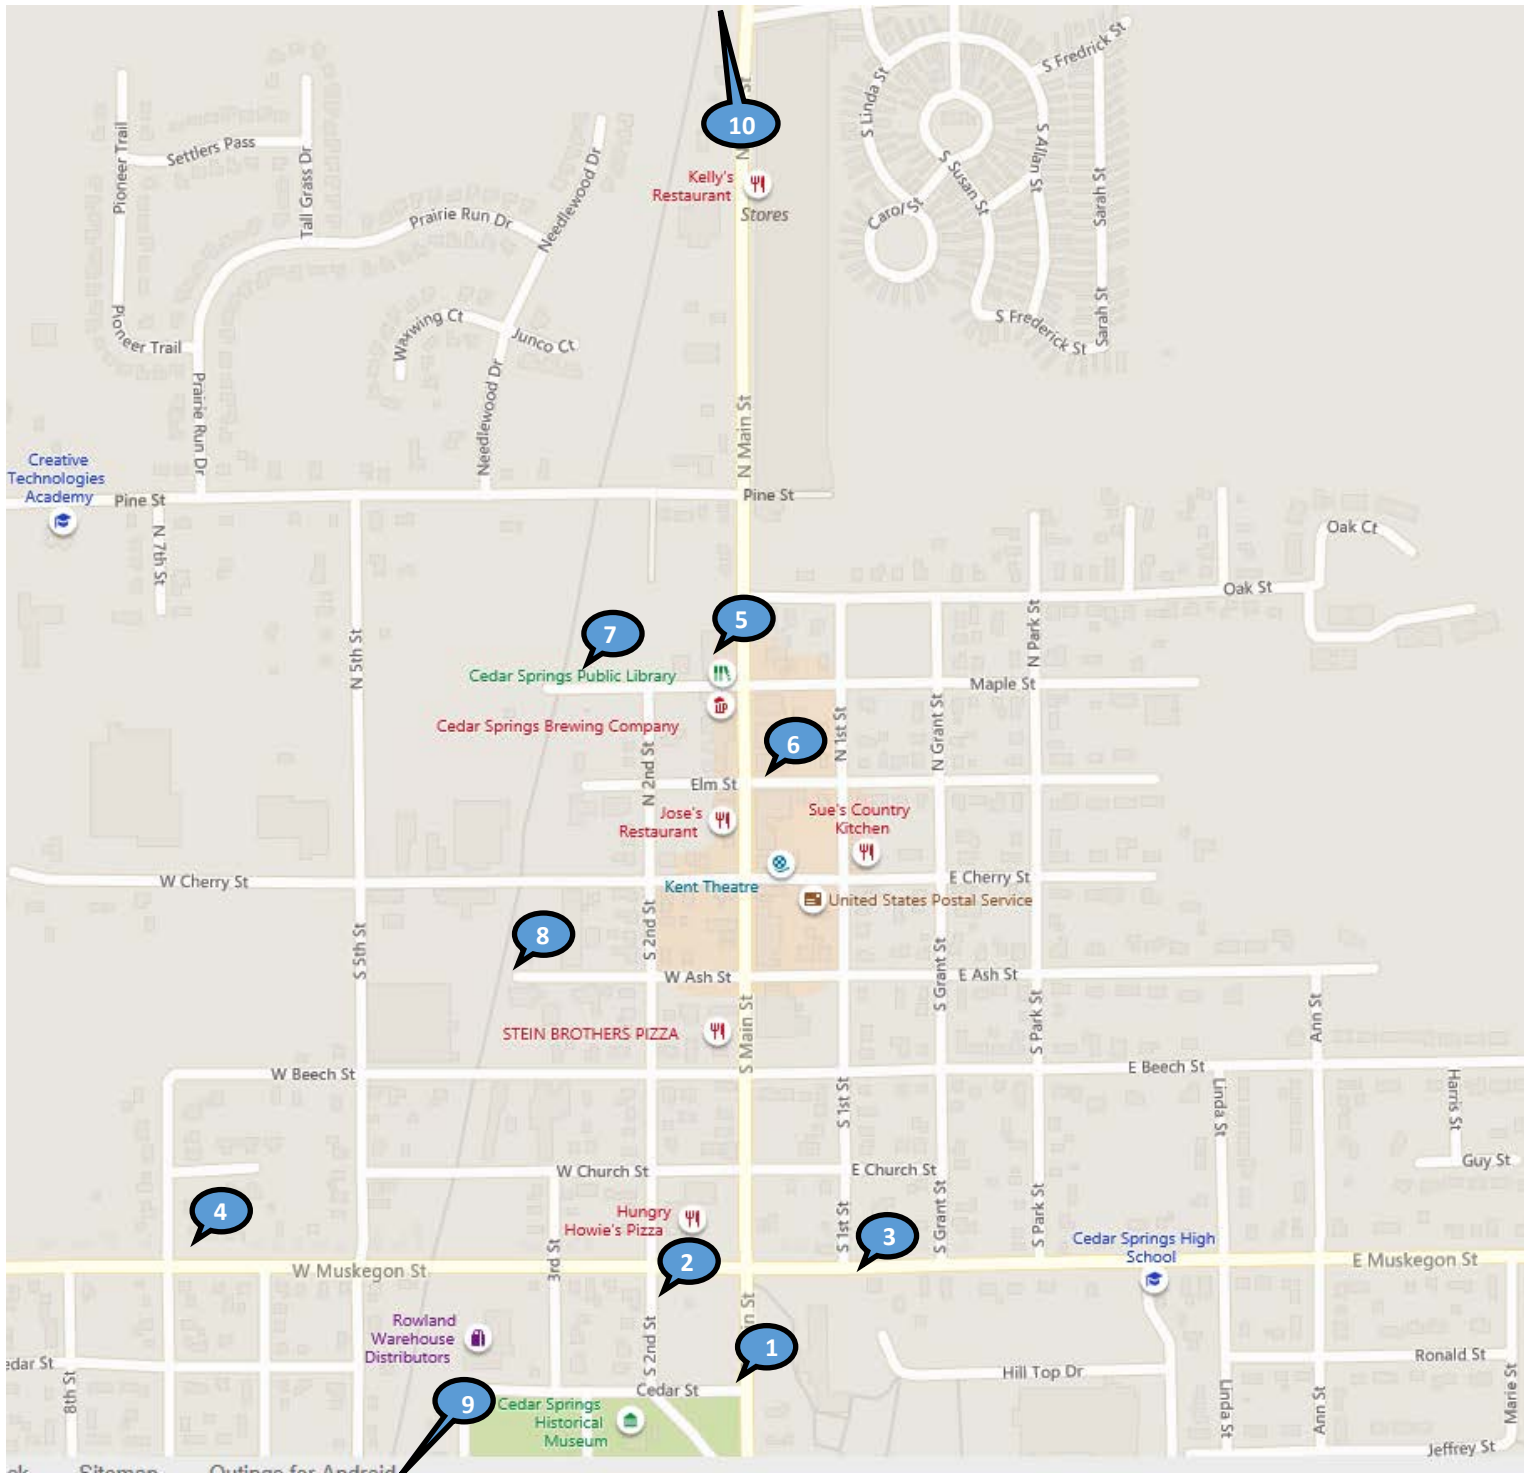 10
S Fredrick St
S Linda St
S Allan St
Pioneer Trail
Settlers Pass
Tall Grass Dr
Needlewood Dr
Kelly's
Restaurant
Stores
S Susan St
Sarah St
Carol St
Prairie Run Dr
Pioneer Trail
Waxwing Ct
Junco Ct
S Frederick St
Sarah St
Prairie Run Dr
Needlewood Dr
N Main St
Creative
Technologies
Academy
Pine St
Pine St
N 7th St
Oak Ct
Oak St
5
7
N 5th St
N Park St
Cedar Springs Public Library
Maple St
Cedar Springs Brewing Company
6
N 1st St
N Grant St
N 2nd St
Elm St
Jose's
Restaurant
Sue's Country
Kitchen
W Cherry St
Kent Theatre
E Cherry St
United States Postal Service
8
S 5th St
S 2nd St
W Ash St
S Grant St
E Ash St
S Main St
S Park St
Ann St
STEIN BROTHERS PIZZA
W Beech St
E Beech St
S 1st St
Linda St
Harris St
Guy St
W Church St
E Church St
4
Hungry
Howie's Pizza
S 1st St
3
S Grant St
S Park St
Cedar Springs High
School
E Muskegon St
2
W Muskegon St
3rd St
Rowland
Warehouse
Distributors
S 2nd St
1
Hill Top Dr
Ronald St
8th St
Cedar St
9
Cedar Springs
Historical
Museum
Linda St
Ann St
Marie St
Jeffrey St